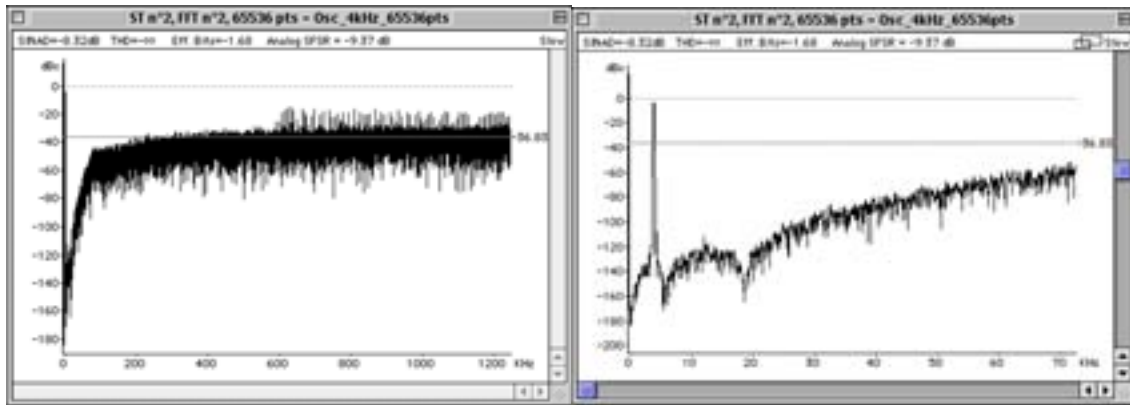 ST n°2, FFT n°2, 65536 pts - Osc_4kHz_65536pts
SINAD=-0.32dB THD=-∞ Eff. Bits=-1.60 Analog SFSR = -9.37 dB
dBv
0
-20
-40
-60
-80
-100
-120
-140
-160
-180
0 200 400 600 800 1000 1200 kHz
ST n°2, FFT n°2, 65536 pts - Osc_4kHz_65536pts
SINAD=-0.32dB THD=-∞ Eff. Bits=-1.60 Analog SFSR = -9.37 dB
dBv
0
-20
-40
-60
-80
-100
-120
-140
-160
-180
-200
0 10 20 30 40 50 60 70 kHz